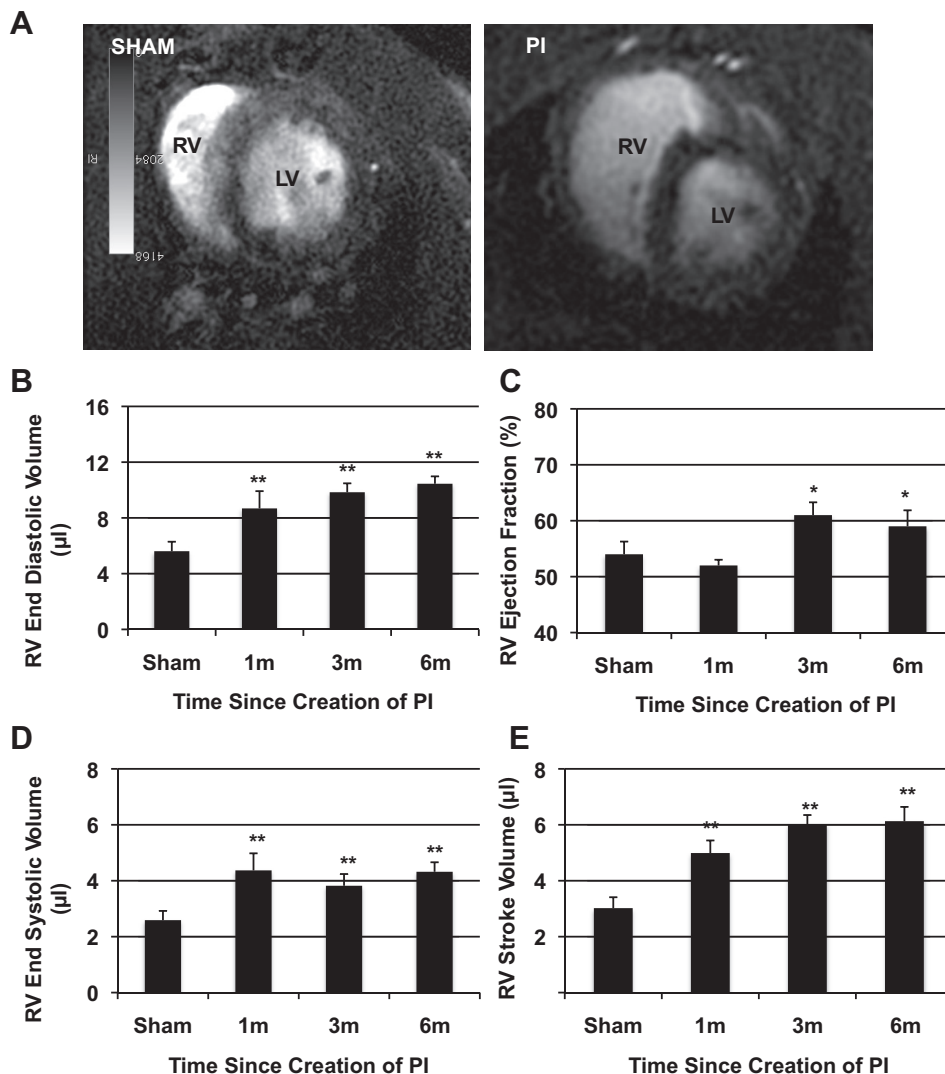 A
SHAM
0
2084
RI
4168
RV
LV
PI
RV
LV
B
RV End Diastolic Volume
(µl)
16
12
8
4
0
**
**
**
Sham 1m 3m 6m
Time Since Creation of PI
C
RV Ejection Fraction (%)
80
70
60
50
40
*
*
Sham 1m 3m 6m
Time Since Creation of PI
D
RV End Systolic Volume
(µl)
8
6
4
2
0
**
**
**
Sham 1m 3m 6m
Time Since Creation of PI
E
RV Stroke Volume (µl)
8
6
4
2
**
**
**
Sham 1m 3m 6m
Time Since Creation of PI